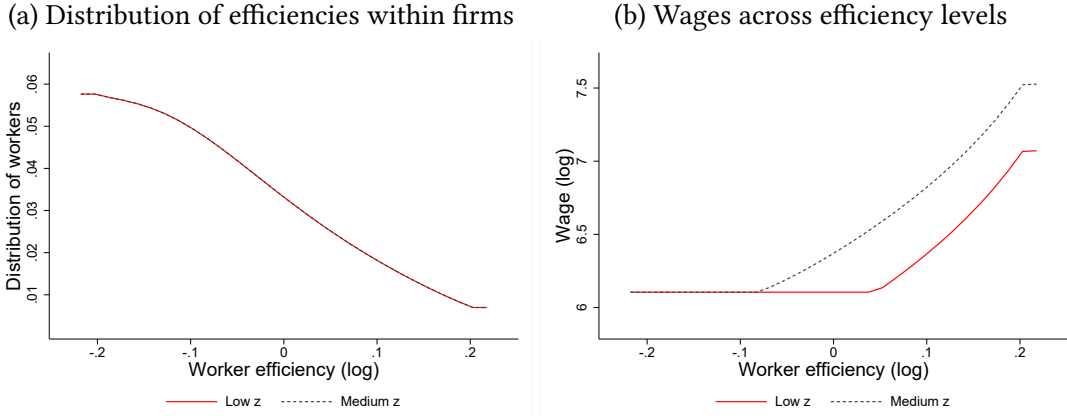 (a) Distribution of efficiencies within firms
Distribution of workers
.06
.05
.04
.03
.02
.01
-.2 -.1 0 .1 .2
Worker efficiency (log)
Low z Medium z
(b) Wages across efficiency levels
Wage (log)
7.5
7
6.5
6
-.2 -.1 0 .1 .2
Worker efficiency (log)
Low z Medium z